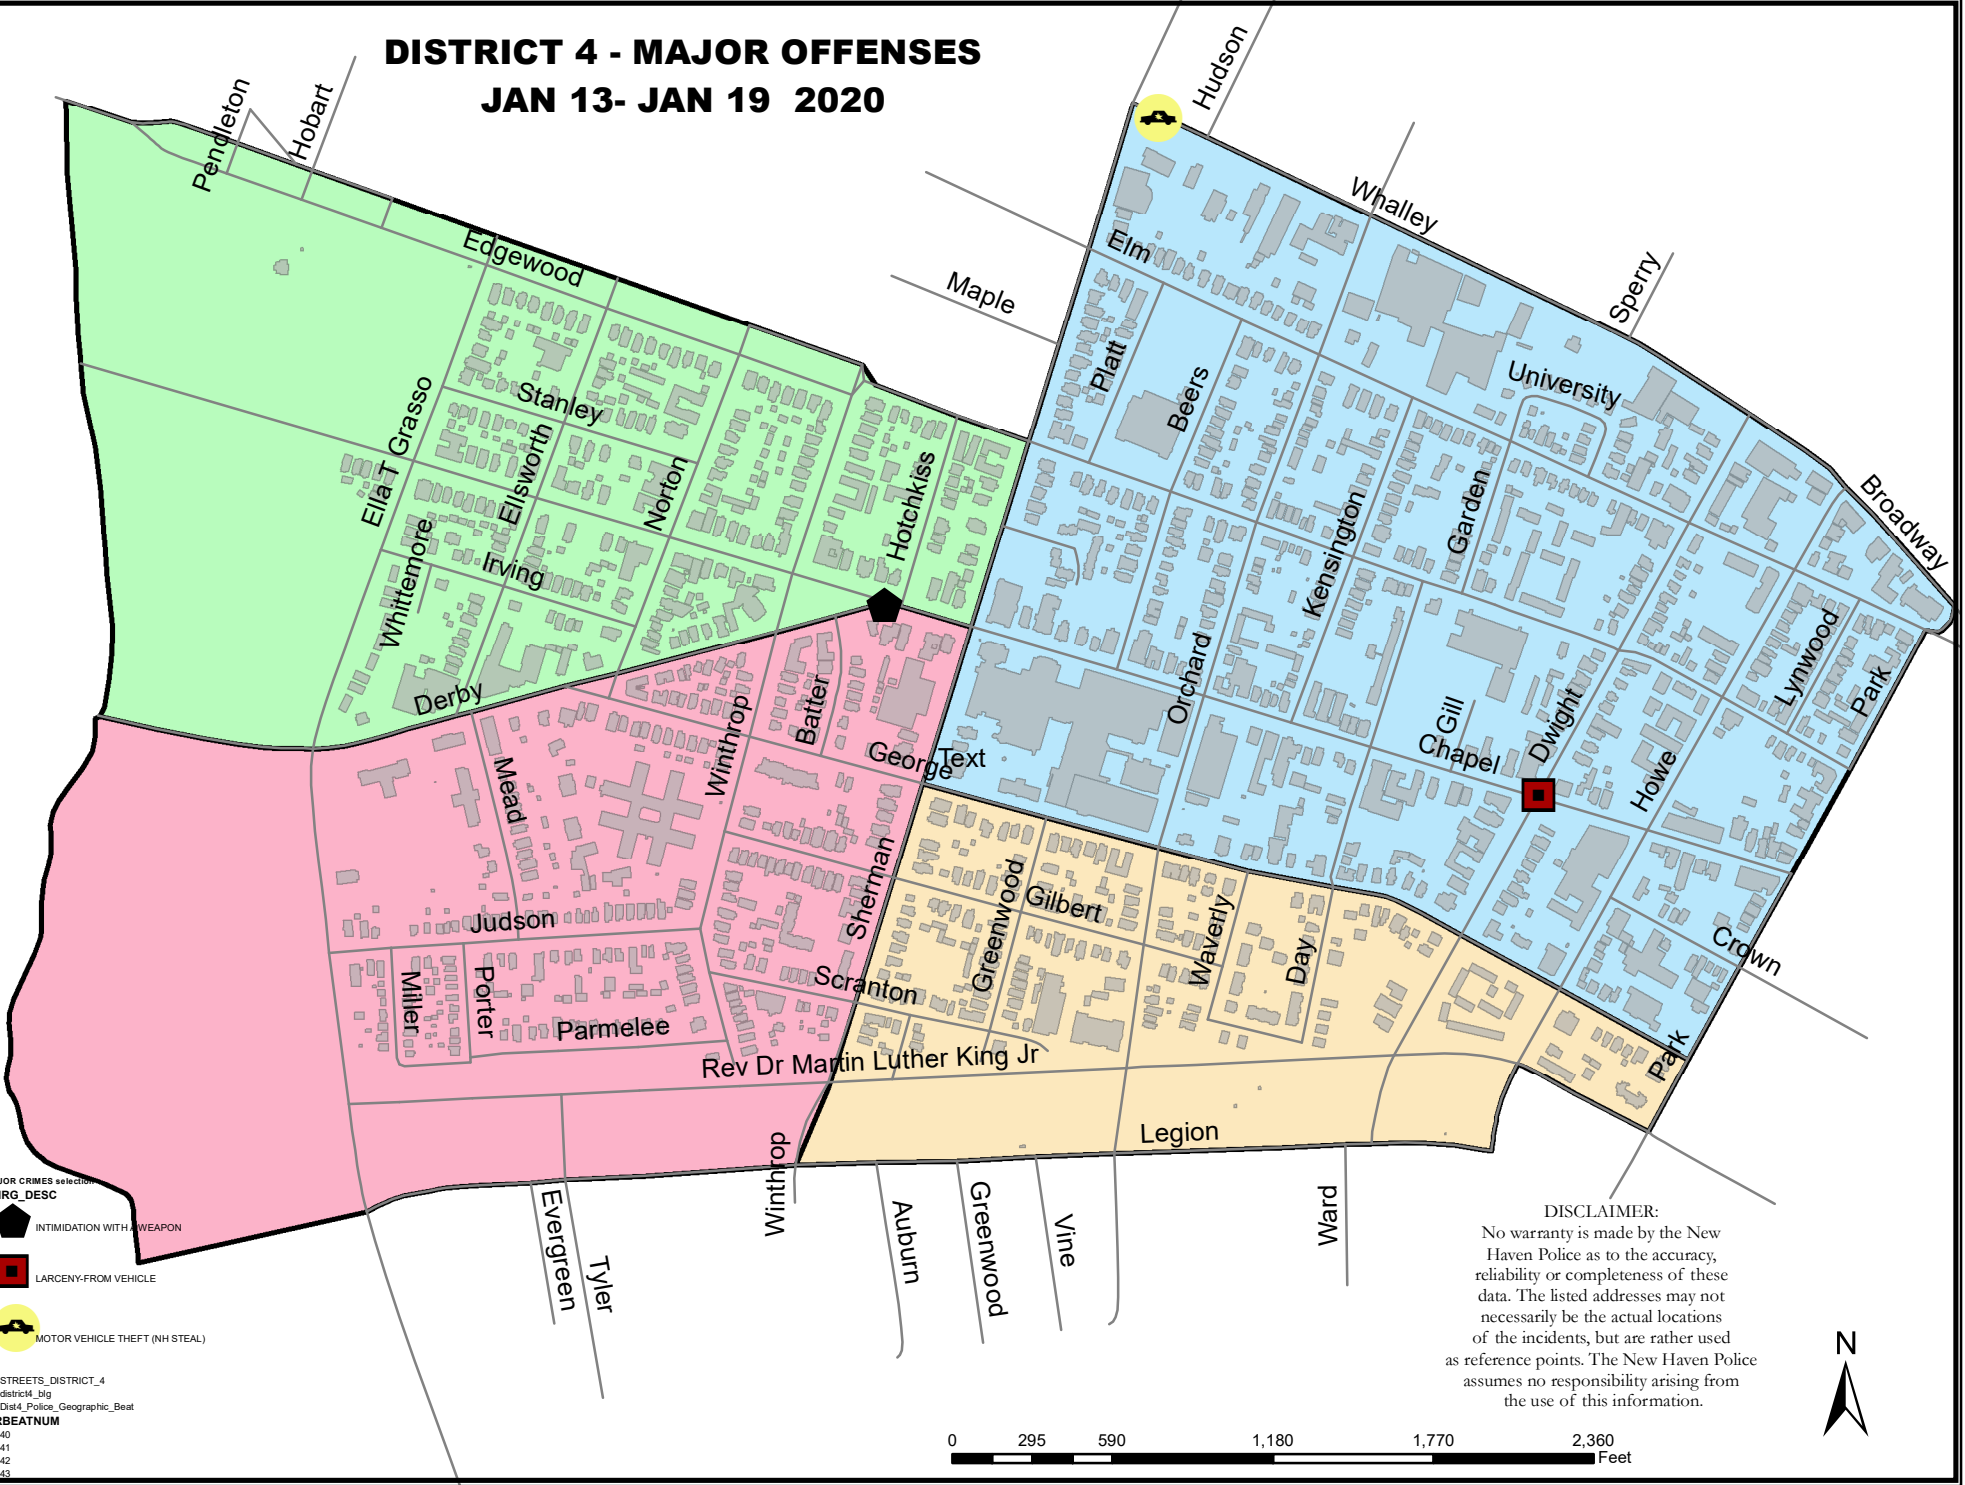 DISTRICT 4 - MAJOR OFFENSES
JAN 13- JAN 19  2020
Hudson
Pendleton
Hobart
Whalley
Edgewood
Elm
Maple
Sperry
Platt
University
Beers
Stanley
Ella T Grasso
Ellsworth
Norton
Hotchkiss
Broadway
Garden
Kensington
Whittemore
Irving
Lynwood
Park
Orchard
Derby
Gill
Dwight
Chapel
Winthrop
Batter
George
Text
Howe
Mead
Sherman
Greenwood
Gilbert
Waverly
Day
Crown
Judson
Miller
Porter
Scranton
Parmelee
Park
Rev Dr Martin Luther King Jr
Legion
Winthrop
Evergreen
Tyler
Auburn
Greenwood
Vine
Ward
JOR CRIMES selection
RG_DESC
INTIMIDATION WITH A WEAPON
LARCENY-FROM VEHICLE
MOTOR VEHICLE THEFT (NH STEAL)
STREETS_DISTRICT_4
district4_blg
Dist4_Police_Geographic_Beat
BEATNUM
40
41
42
43
DISCLAIMER:
No warranty is made by the New
Haven Police as to the accuracy,
reliability or completeness of these
data. The listed addresses may not
necessarily be the actual locations
of the incidents, but are rather used
as reference points. The New Haven Police
assumes no responsibility arising from
the use of this information.
N
0 295 590 1,180 1,770 2,360
Feet